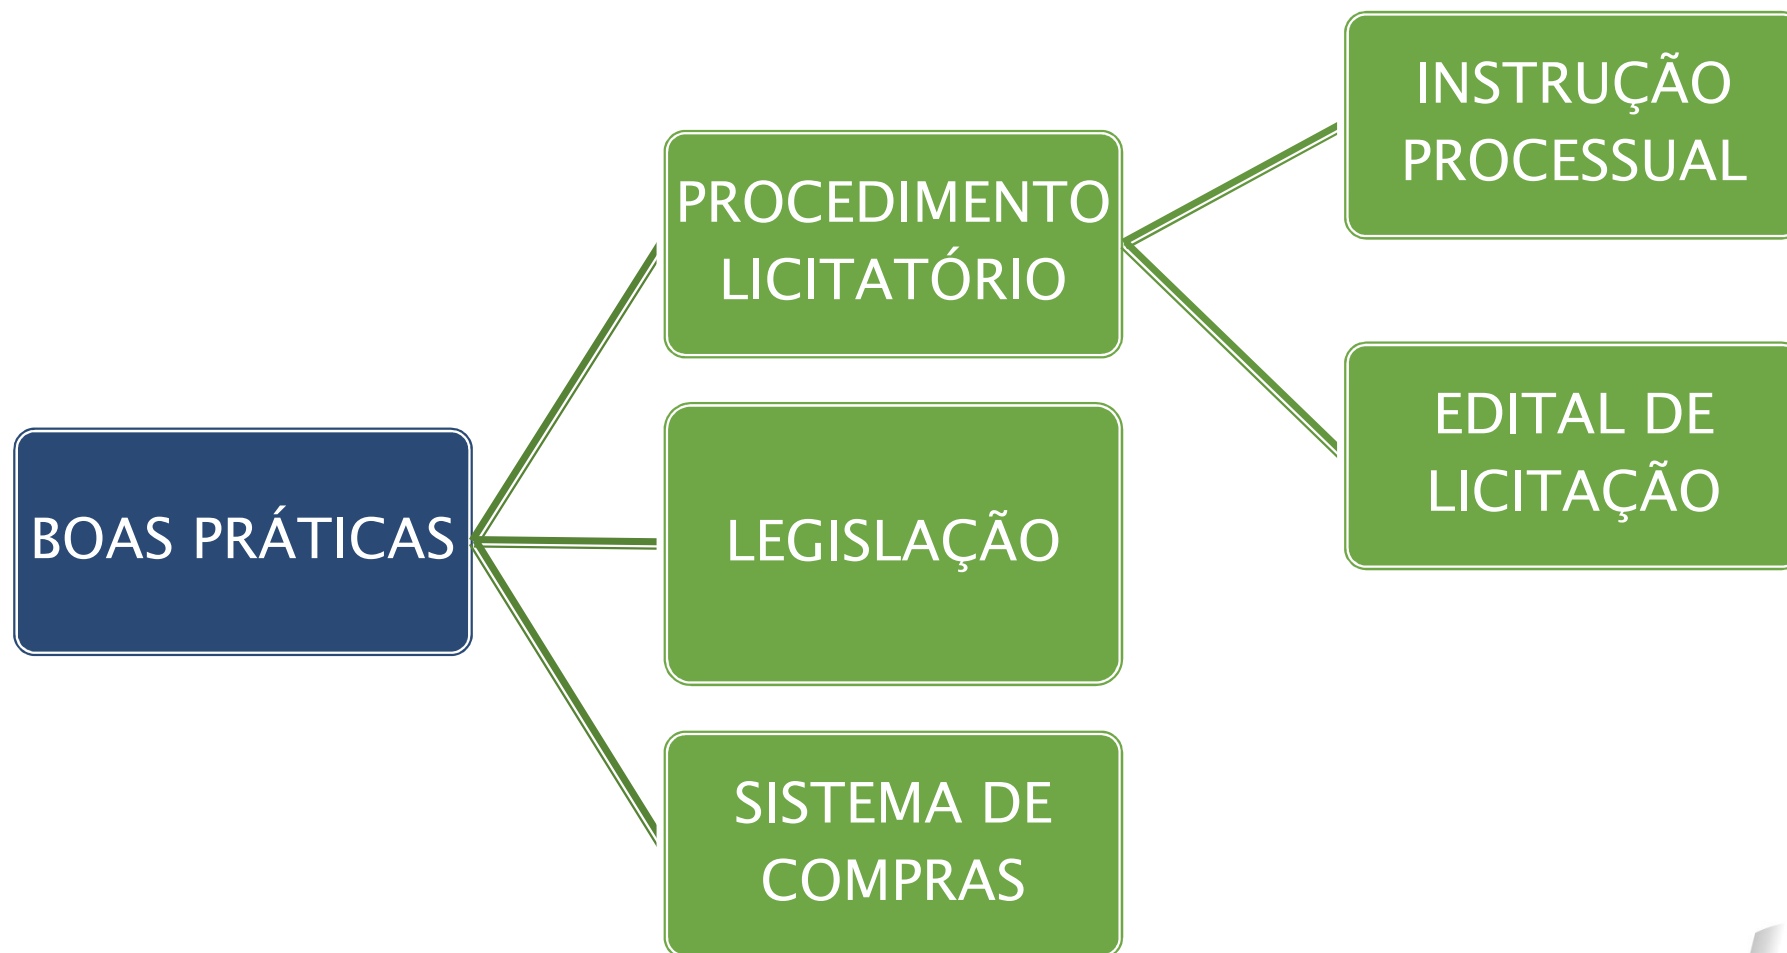 BOAS PRÁTICAS
PROCEDIMENTO
LICITATÓRIO
LEGISLAÇÃO
SISTEMA DE
COMPRAS
INSTRUÇÃO
PROCESSUAL
EDITAL DE
LICITAÇÃO